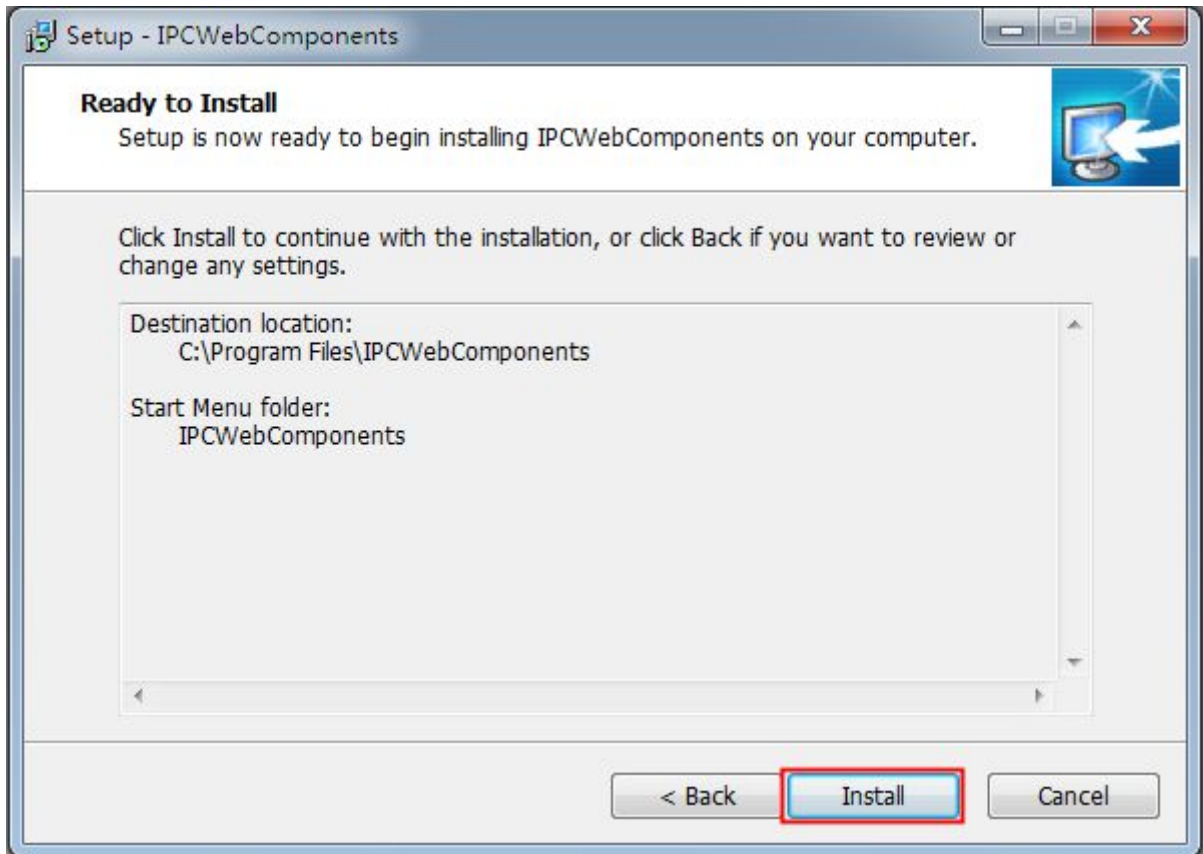 Setup - IPCWebComponents
Ready to Install
Setup is now ready to begin installing IPCWebComponents on your computer.
Click Install to continue with the installation, or click Back if you want to review or
change any settings.
Destination location:
C:\Program Files\IPCWebComponents
Start Menu folder:
IPCWebComponents
< Back Install Cancel